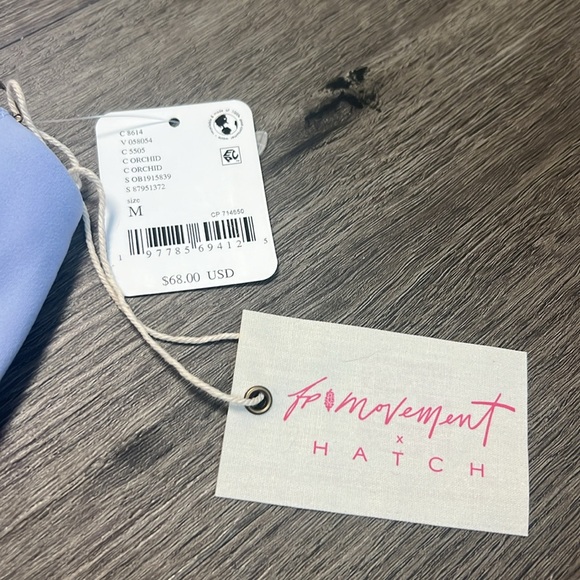 C 8614
V 058054
C 5505
C ORCHID
C ORCHID
S OB1915839
S 87951372
size
M
CP 714550
1 97785 69412 5
$68.00 USD
fp movement
x
HATCH